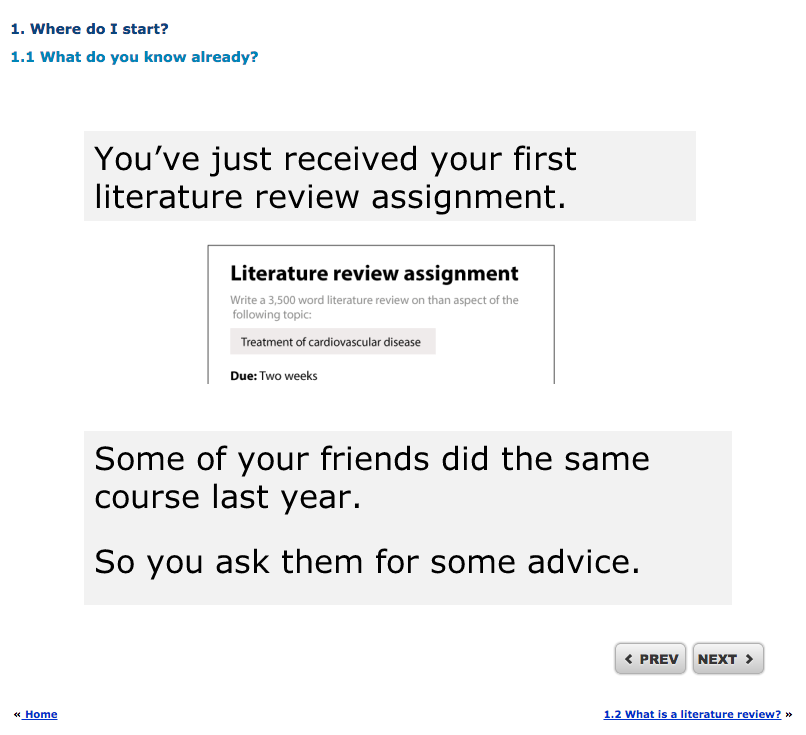 1. Where do I start?
1.1 What do you know already?
You’ve just received your first
literature review assignment.
Literature review assignment
Write a 3,500 word literature review on than aspect of the
following topic:
Treatment of cardiovascular disease
Due: Two weeks
Some of your friends did the same
course last year.
So you ask them for some advice.
< PREV
NEXT >
« Home
1.2 What is a literature review? »